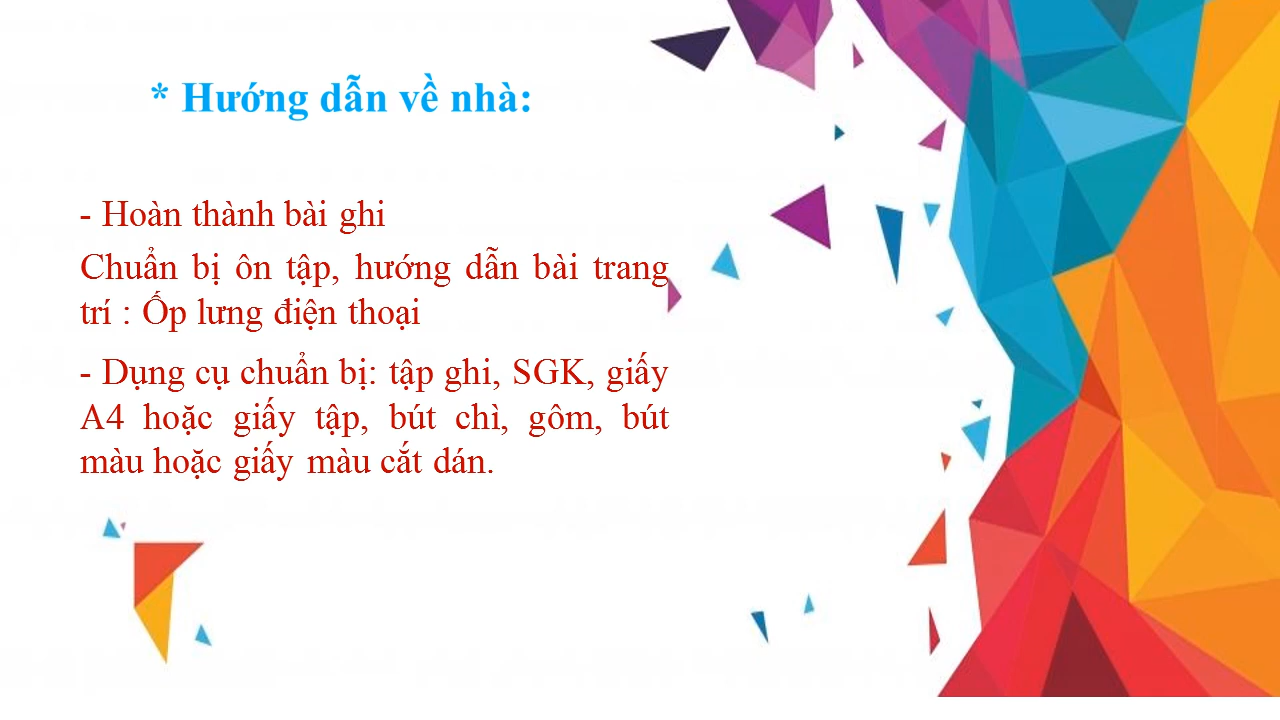 * Hướng dẫn về nhà:
- Hoàn thành bài ghi
Chuẩn bị ôn tập, hướng dẫn bài trang
trí : Ốp lưng điện thoại
- Dụng cụ chuẩn bị: tập ghi, SGK, giấy
A4 hoặc giấy tập, bút chì, gôm, bút
màu hoặc giấy màu cắt dán.